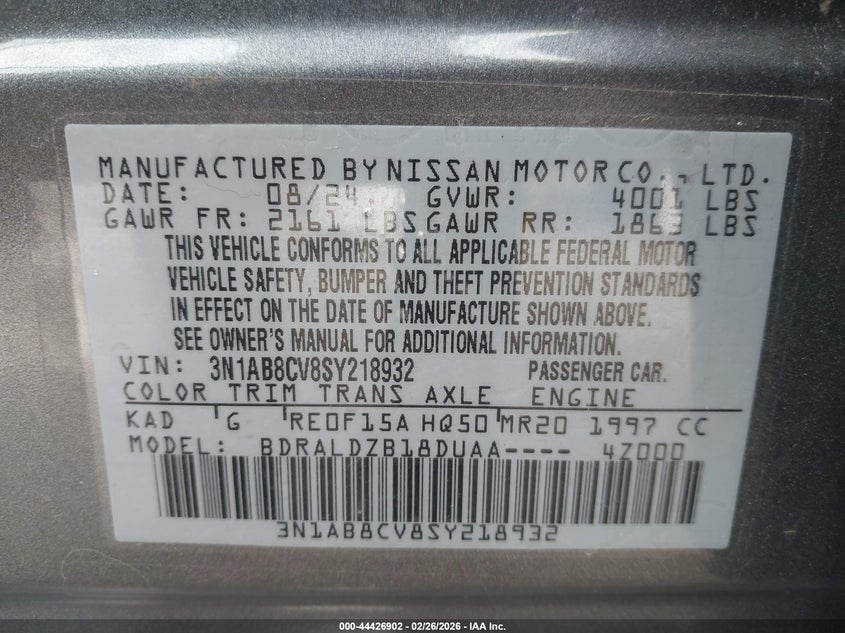 MANUFACTURED BY NISSAN MOTOR CO., LTD.
DATE: 08/24 GVWR: 4001 LBS
GAWR FR: 2161 LBS GAWR RR: 1863 LBS
THIS VEHICLE CONFORMS TO ALL APPLICABLE FEDERAL MOTOR
VEHICLE SAFETY, BUMPER AND THEFT PREVENTION STANDARDS
IN EFFECT ON THE DATE OF MANUFACTURE SHOWN ABOVE.
SEE OWNER'S MANUAL FOR ADDITIONAL INFORMATION.
VIN: 3N1AB8CV8SY218932 PASSENGER CAR.
COLOR TRIM TRANS AXLE ENGINE
KAD G RE0F15A HQ50 MR20 1997 CC
MODEL: BDRALDZB18DUAA---- 4Z000
3N1AB8CV8SY218932
000-44426902 - 02/26/2026 - IAA Inc.